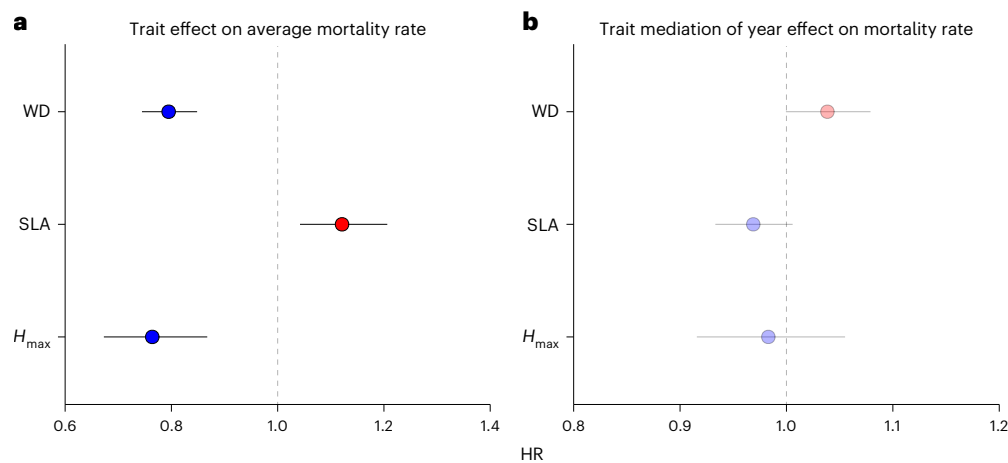 a
Trait effect on average mortality rate
WD
SLA
Hmax
0.6 0.8 1.0 1.2 1.4
b
Trait mediation of year effect on mortality rate
WD
SLA
Hmax
0.8 0.9 1.0 1.1 1.2
HR